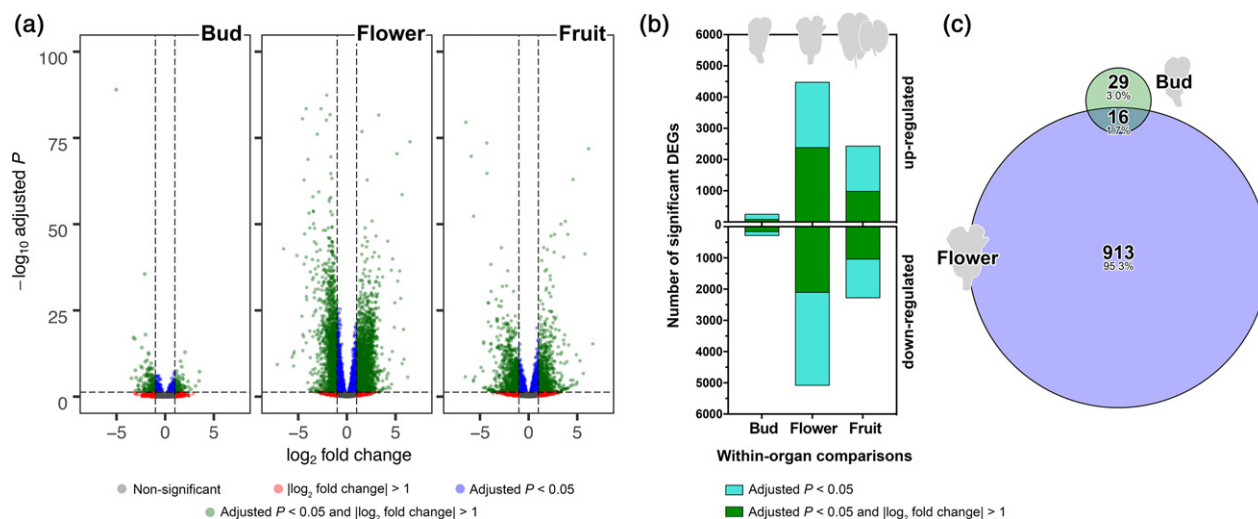 (a)
Bud
Flower
Fruit
100
75
50
25
0
−log10 adjusted P
−5 0 5
−5 0 5
−5 0 5
log2 fold change
Non-significant
|log2 fold change| > 1
Adjusted P < 0.05
Adjusted P < 0.05 and |log2 fold change| > 1
(b)
6000
5000
4000
3000
2000
1000
0
1000
2000
3000
4000
5000
6000
Number of significant DEGs
up-regulated
down-regulated
Bud Flower Fruit
Within-organ comparisons
Adjusted P < 0.05
Adjusted P < 0.05 and |log2 fold change| > 1
(c)
29
3.0%
Bud
16
1.7%
Flower
913
95.3%